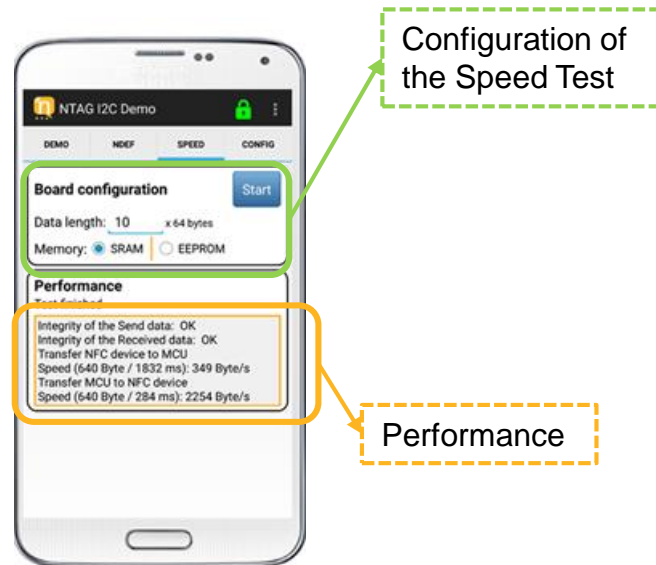 Configuration of
the Speed Test
NTAG I2C Demo
DEMO NDEF SPEED CONFIG
Board configuration Start
Data length: 10 x 64 bytes
Memory: SRAM EEPROM
Performance
Test finished
Integrity of the Send data: OK
Integrity of the Received data: OK
Transfer NFC device to MCU
Speed (640 Byte / 1832 ms): 349 Byte/s
Transfer MCU to NFC device
Speed (640 Byte / 284 ms): 2254 Byte/s
Performance